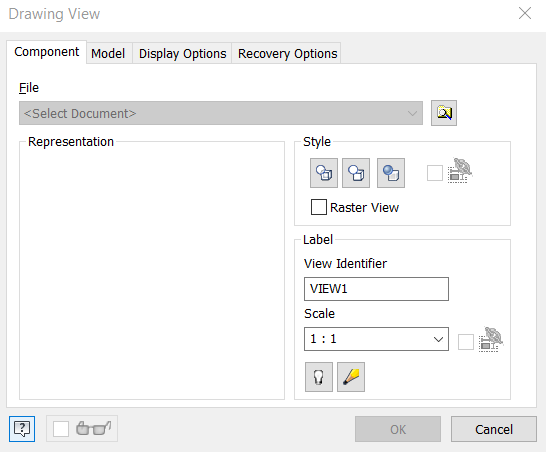 Drawing View
Component Model Display Options Recovery Options
File
<Select Document>
Representation
Style
Raster View
Label
View Identifier
VIEW1
Scale
1 : 1
?
OK Cancel